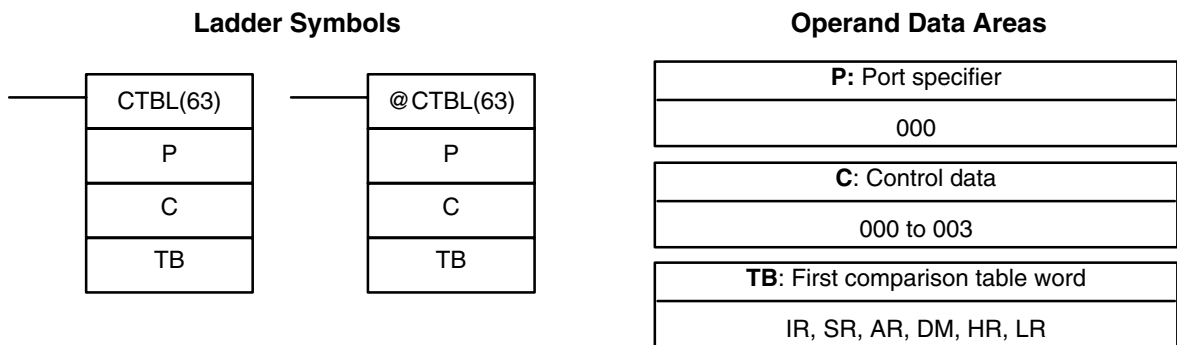 Ladder Symbols
CTBL(63)
P
C
TB
@CTBL(63)
P
C
TB
Operand Data Areas
P: Port specifier
000
C: Control data
000 to 003
TB: First comparison table word
IR, SR, AR, DM, HR, LR